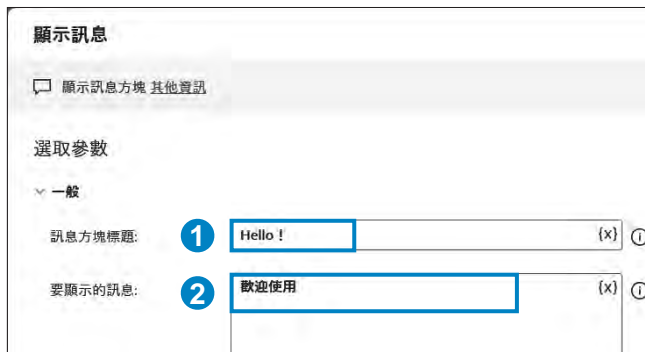 顯示訊息
顯示訊息方塊 其他資訊
選取參數
一般
訊息方塊標題: 1 Hello！ {x}
要顯示的訊息: 2 歡迎使用 {x}